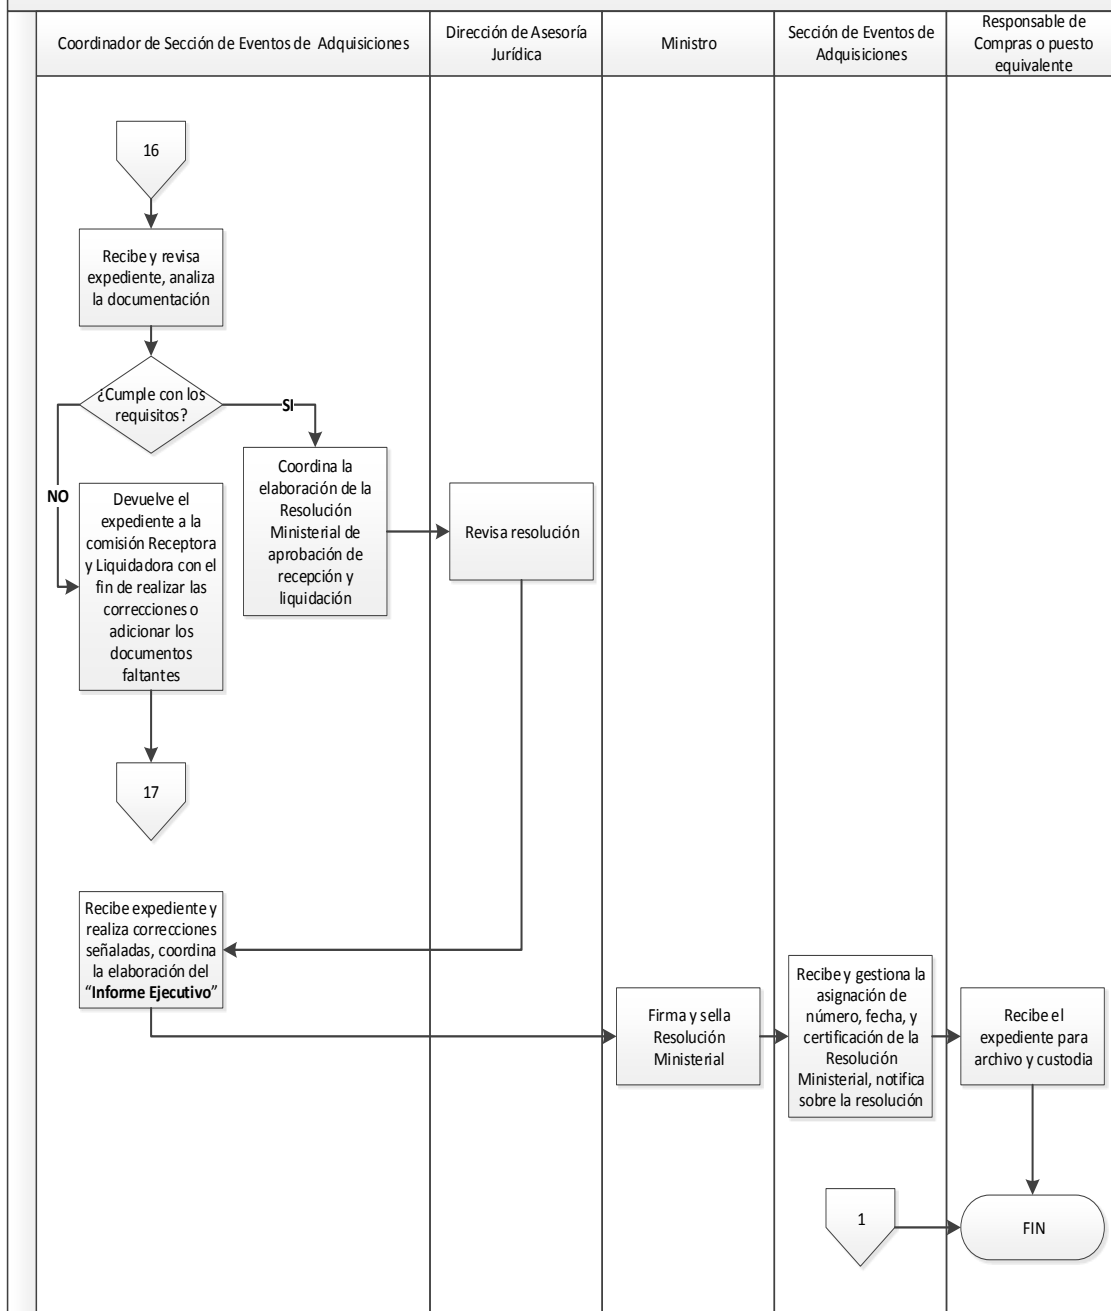 Coordinador de Sección de Eventos de Adquisiciones
Dirección de Asesoría
Jurídica
Ministro
Sección de Eventos de
Adquisiciones
Responsable de
Compras o puesto
equivalente
16
Recibe y revisa
expediente, analiza
la documentación
¿Cumple con los
requisitos?
SI
NO
Coordina la
elaboración de la
Resolución
Ministerial de
aprobación de
recepción y
liquidación
Revisa resolución
Devuelve el
expediente a la
comisión Receptora
y Liquidadora con el
fin de realizar las
correcciones o
adicionar los
documentos
faltantes
17
Recibe expediente y
realiza correcciones
señaladas, coordina
la elaboración del
“Informe Ejecutivo”
Firma y sella
Resolución
Ministerial
Recibe y gestiona la
asignación de
número, fecha, y
certificación de la
Resolución
Ministerial, notifica
sobre la resolución
Recibe el
expediente para
archivo y custodia
1
FIN